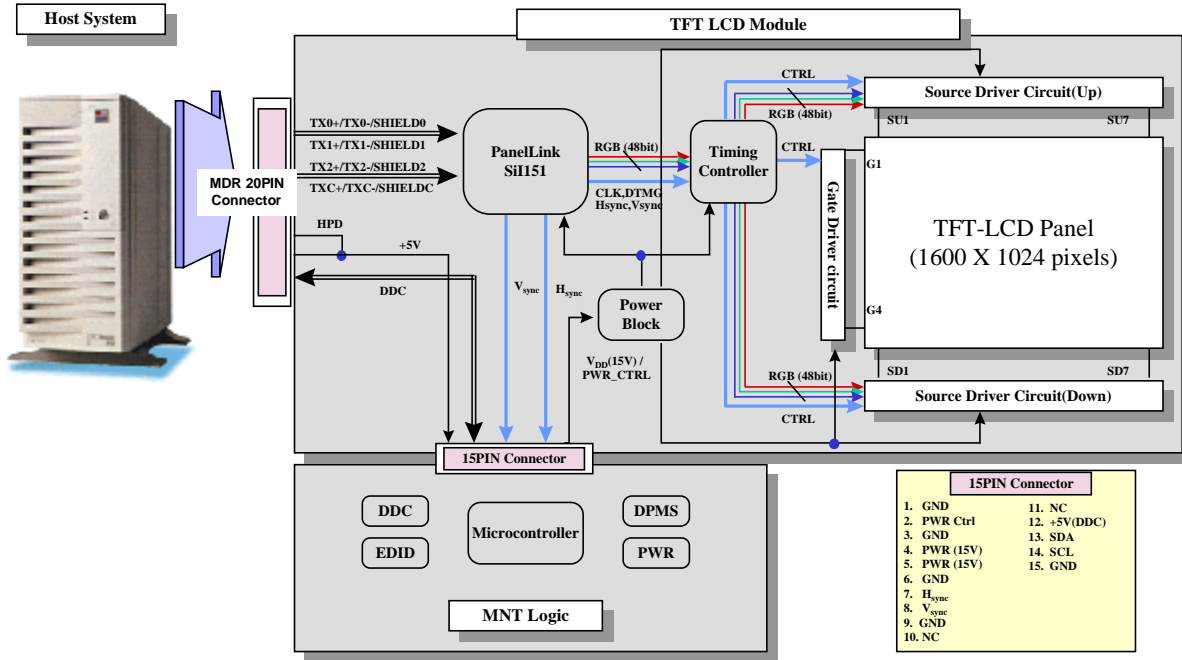 Host System
TFT LCD Module
MDR 20PIN
Connector
TX0+/TX0-/SHIELD0
TX1+/TX1-/SHIELD1
TX2+/TX2-/SHIELD2
TXC+/TXC-/SHIELDC
HPD
+5V
DDC
PanelLink
SiI151
RGB (48bit)
CLK,DTMG
Hsync,Vsync
Vsync
Hsync
Timing
Controller
CTRL
RGB (48bit)
CTRL
Source Driver Circuit(Up)
SU1
SU7
G1
Gate Driver circuit
G4
TFT-LCD Panel
(1600 X 1024 pixels)
Power
Block
VDD(15V) /
PWR_CTRL
RGB (48bit)
CTRL
SD1
SD7
Source Driver Circuit(Down)
15PIN Connector
DDC
EDID
Microcontroller
DPMS
PWR
MNT Logic
15PIN Connector
1. GND
2. PWR Ctrl
3. GND
4. PWR (15V)
5. PWR (15V)
6. GND
7. Hsync
8. Vsync
9. GND
10. NC
11. NC
12. +5V(DDC)
13. SDA
14. SCL
15. GND